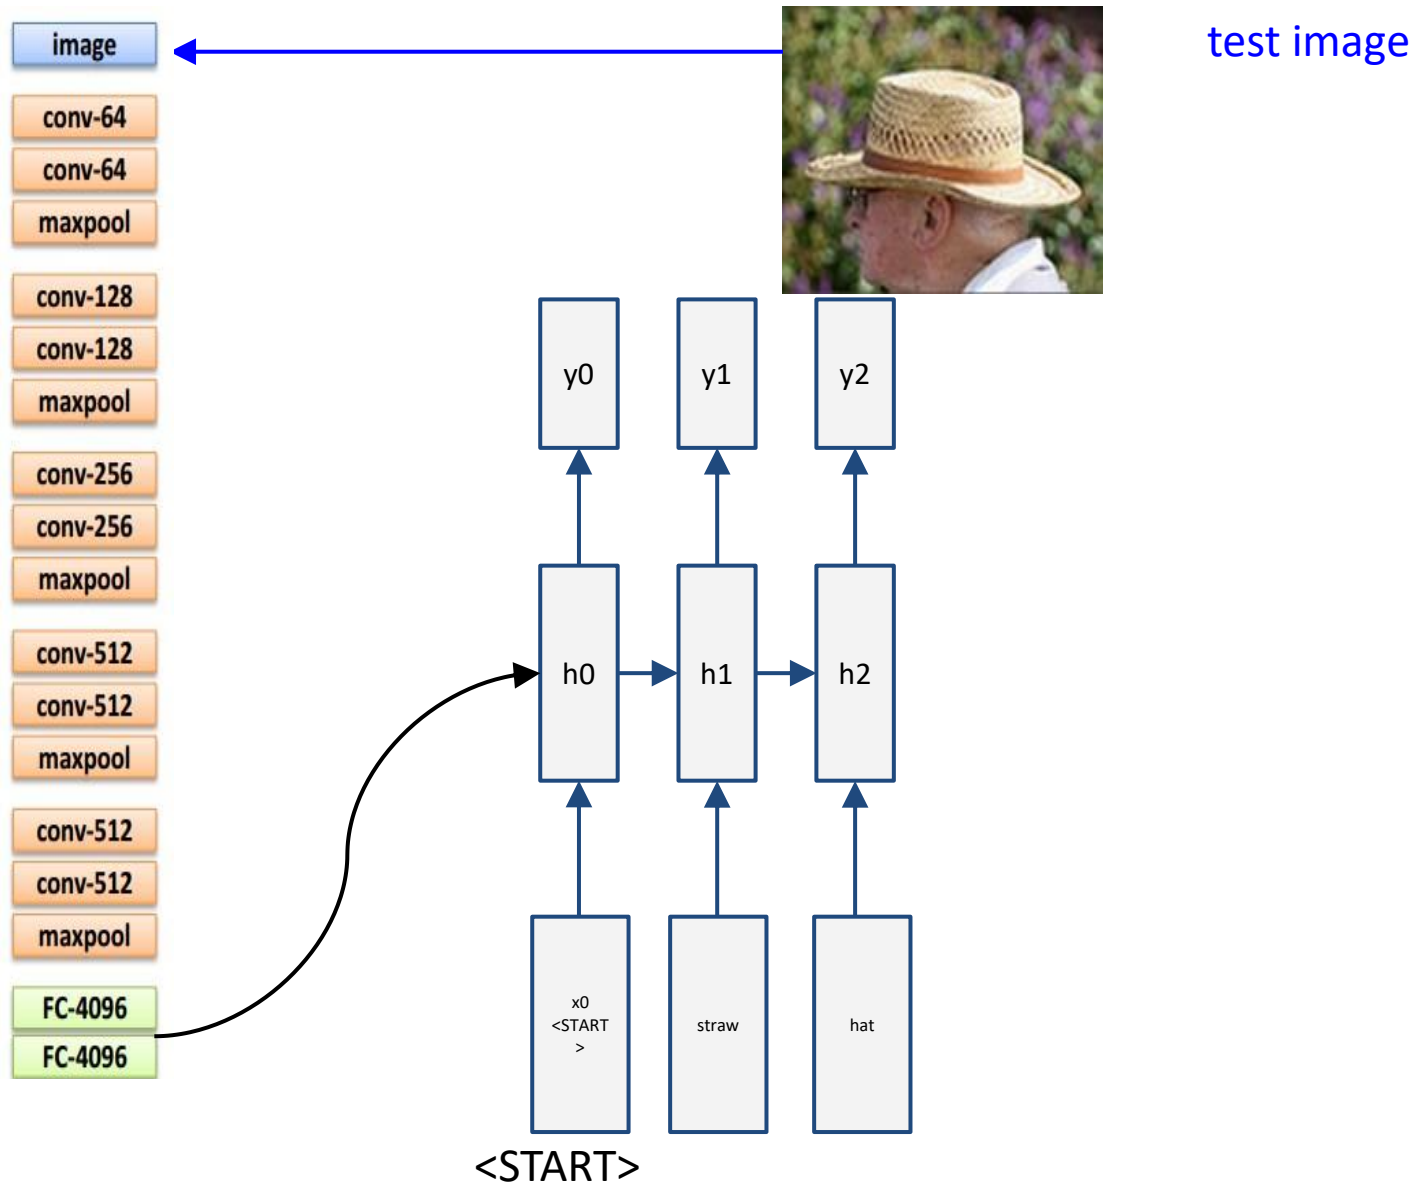 image
test image
conv-64
conv-64
maxpool
conv-128
conv-128
maxpool
conv-256
conv-256
maxpool
conv-512
conv-512
maxpool
conv-512
conv-512
maxpool
FC-4096
FC-4096
y0
y1
y2
h0
h1
h2
x0
<START
>
straw
hat
<START>